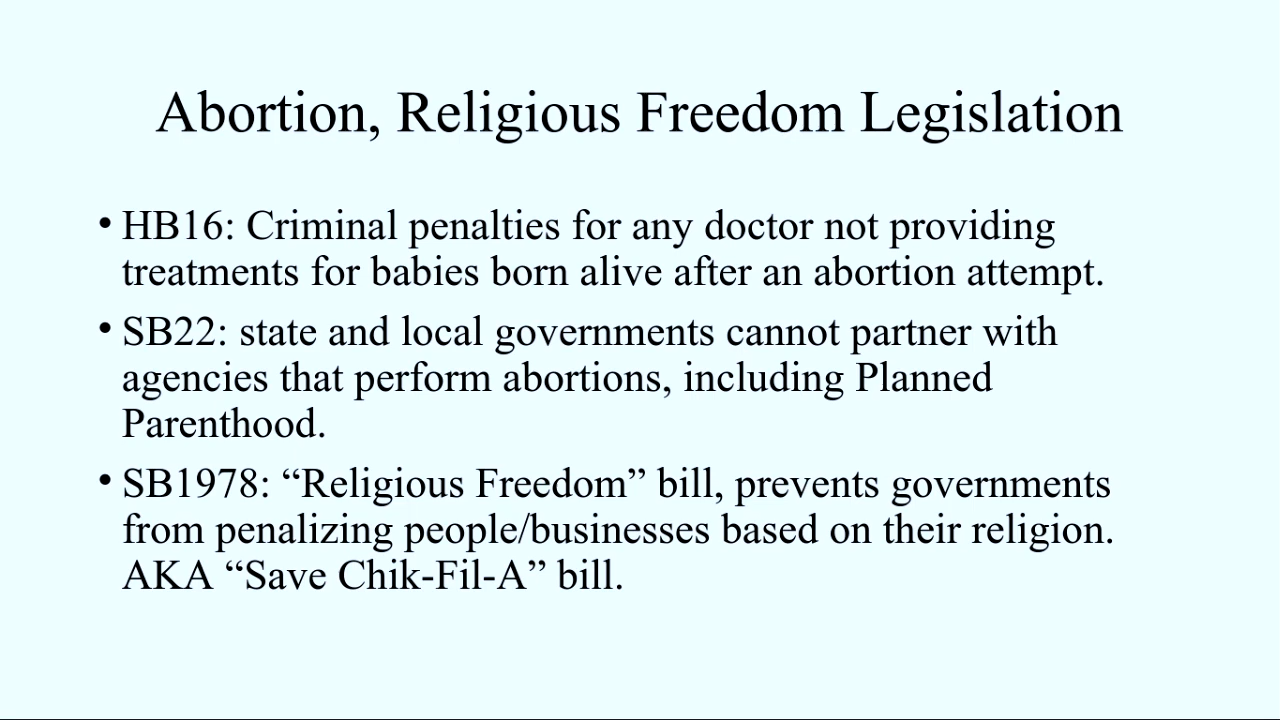 Abortion, Religious Freedom Legislation
• HB16: Criminal penalties for any doctor not providing
treatments for babies born alive after an abortion attempt.
• SB22: state and local governments cannot partner with
agencies that perform abortions, including Planned
Parenthood.
• SB1978: “Religious Freedom” bill, prevents governments
from penalizing people/businesses based on their religion.
AKA “Save Chik-Fil-A” bill.